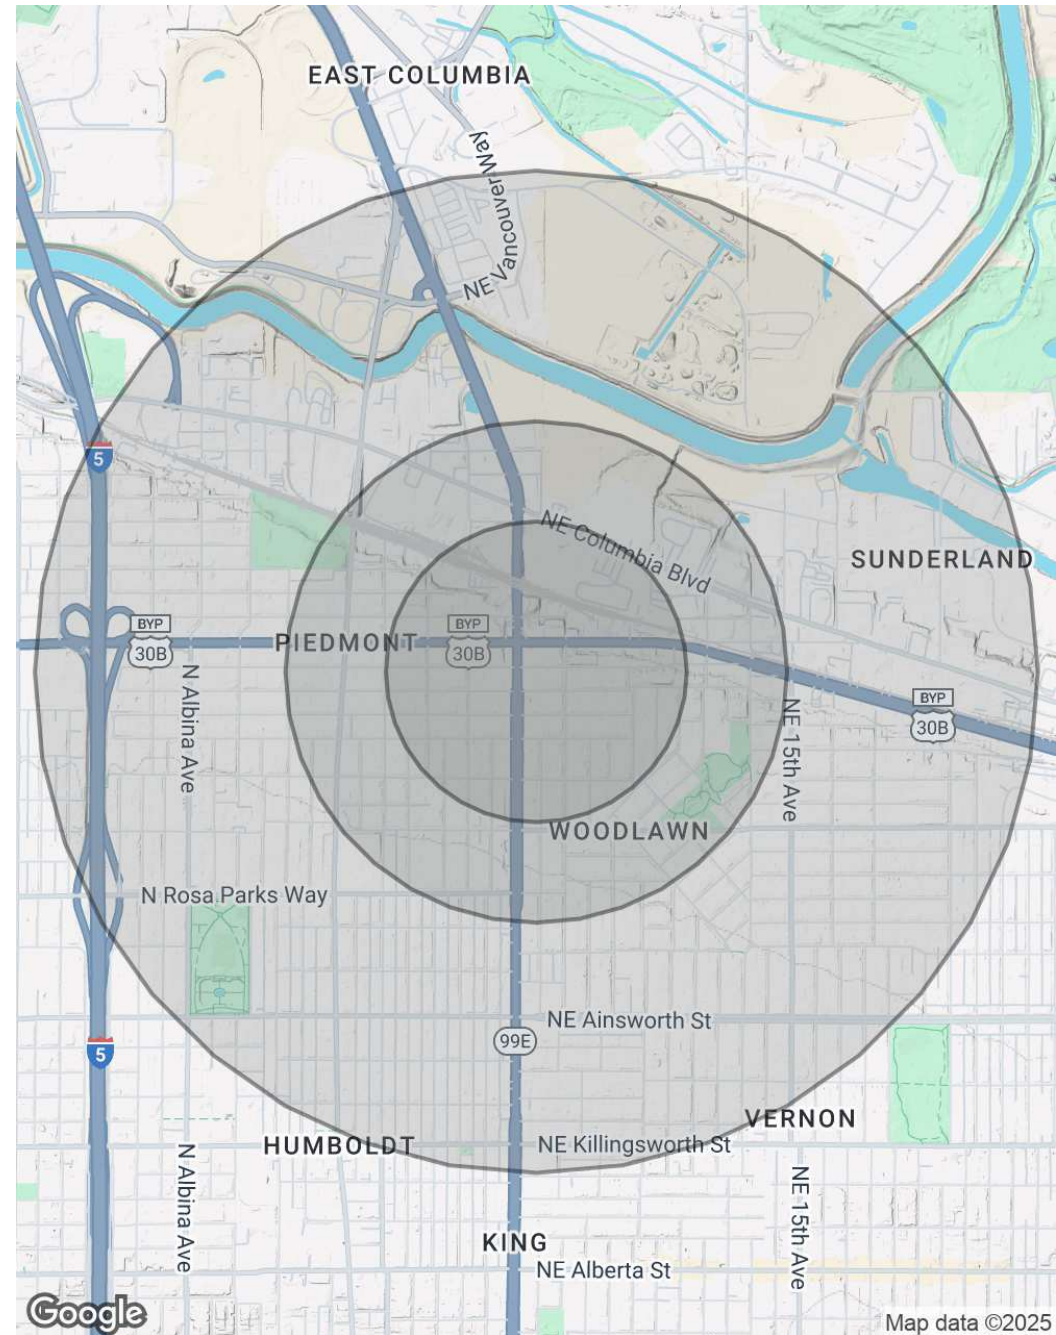 EAST COLUMBIA
NE Vancouver Way
5
NE Columbia Blvd
SUNDERLAND
BYP
30B
PIEDMONT
BYP
30B
N Albina Ave
BYP
30B
NE 15th Ave
WOODLAWN
N Rosa Parks Way
NE Ainsworth St
99E
5
VERNON
HUMBOLDT
NE Killingsworth St
N Albina Ave
NE 15th Ave
KING
NE Alberta St
Google
Map data ©2025